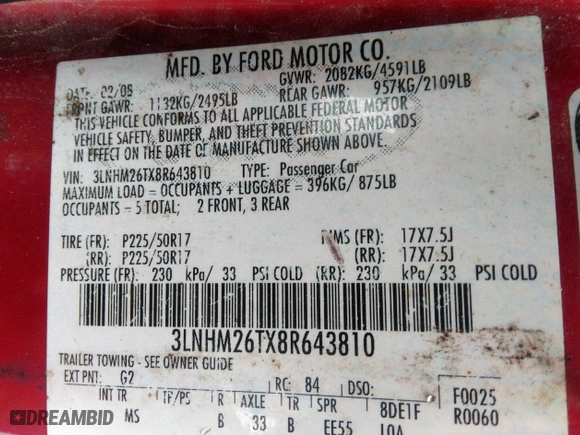 MFD. BY FORD MOTOR CO.
DATE: 02/08 GVWR: 2082KG/4591LB
FRNT GAWR: 1132KG/2495LB REAR GAWR: 957KG/2109LB
THIS VEHICLE CONFORMS TO ALL APPLICABLE FEDERAL MOTOR
VEHICLE SAFETY, BUMPER, AND THEFT PREVENTION STANDARDS
IN EFFECT ON THE DATE OF MANUFACTURE SHOWN ABOVE.
VIN: 3LNHM26TX8R643810 TYPE: Passenger Car
MAXIMUM LOAD = OCCUPANTS + LUGGAGE = 396KG/ 875LB
OCCUPANTS = 5 TOTAL; 2 FRONT, 3 REAR
TIRE (FR): P225/50R17 RIMS (FR): 17X7.5J
(RR): P225/50R17 (RR): 17X7.5J
PRESSURE (FR): 230 kPa/ 33 PSI COLD (RR): 230 kPa/ 33 PSI COLD
3LNHM26TX8R643810
TRAILER TOWING - SEE OWNER GUIDE
EXT PNT: G2 RC: 84 DSO: F0025
INT TR TP/PS R AXLE TR SPR 8DE1F R0060
MS B 33 B EE55
DREAMBID